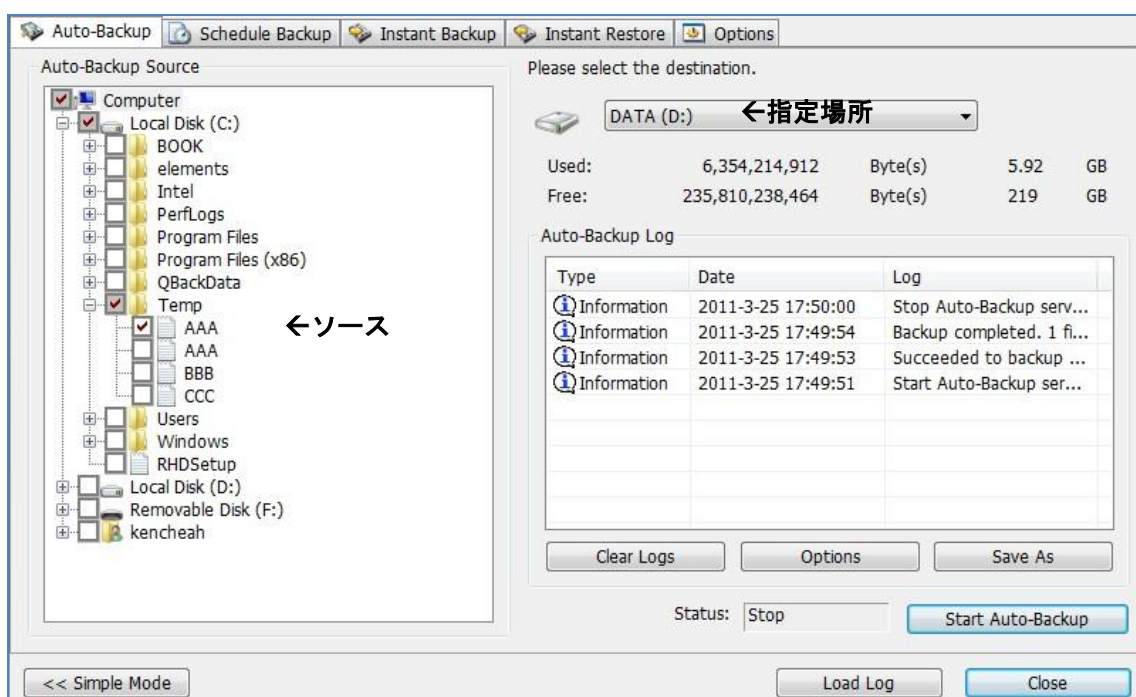 Auto-Backup Schedule Backup Instant Backup Instant Restore Options
Auto-Backup Source
Computer
Local Disk (C:)
BOOK
elements
Intel
PerfLogs
Program Files
Program Files (x86)
QBackData
Temp
AAA ←ソース
AAA
BBB
CCC
Users
Windows
RHDSetup
Local Disk (D:)
Removable Disk (F:)
kencheah
Please select the destination.
DATA (D:) ←指定場所
Used: 6,354,214,912 Byte(s) 5.92 GB
Free: 235,810,238,464 Byte(s) 219 GB
Auto-Backup Log
Type Date Log
Information 2011-3-25 17:50:00 Stop Auto-Backup serv...
Information 2011-3-25 17:49:54 Backup completed. 1 fi...
Information 2011-3-25 17:49:53 Succeeded to backup ...
Information 2011-3-25 17:49:51 Start Auto-Backup ser...
Clear Logs Options Save As
Status: Stop Start Auto-Backup
<< Simple Mode Load Log Close